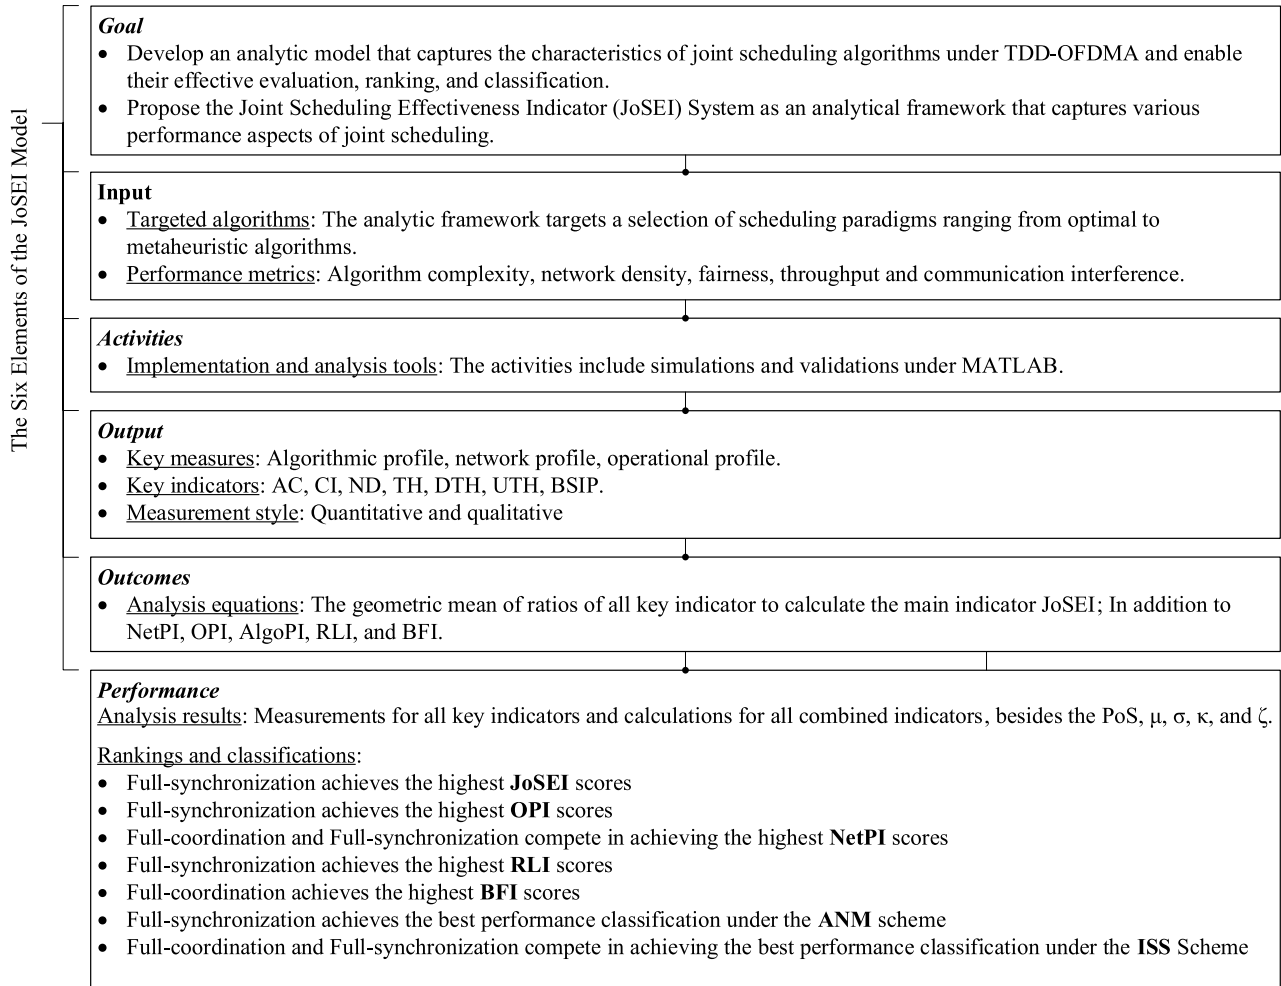 The Six Elements of the JoSEI Model
Goal
• Develop an analytic model that captures the characteristics of joint scheduling algorithms under TDD-OFDMA and enable
their effective evaluation, ranking, and classification.
• Propose the Joint Scheduling Effectiveness Indicator (JoSEI) System as an analytical framework that captures various
performance aspects of joint scheduling.
Input
• Targeted algorithms: The analytic framework targets a selection of scheduling paradigms ranging from optimal to
metaheuristic algorithms.
• Performance metrics: Algorithm complexity, network density, fairness, throughput and communication interference.
Activities
• Implementation and analysis tools: The activities include simulations and validations under MATLAB.
Output
• Key measures: Algorithmic profile, network profile, operational profile.
• Key indicators: AC, CI, ND, TH, DTH, UTH, BSIP.
• Measurement style: Quantitative and qualitative
Outcomes
• Analysis equations: The geometric mean of ratios of all key indicator to calculate the main indicator JoSEI; In addition to
NetPI, OPI, AlgoPI, RLI, and BFI.
Performance
Analysis results: Measurements for all key indicators and calculations for all combined indicators, besides the PoS, μ, σ, κ, and ζ.
Rankings and classifications:
• Full-synchronization achieves the highest JoSEI scores
• Full-synchronization achieves the highest OPI scores
• Full-coordination and Full-synchronization compete in achieving the highest NetPI scores
• Full-synchronization achieves the highest RLI scores
• Full-coordination achieves the highest BFI scores
• Full-synchronization achieves the best performance classification under the ANM scheme
• Full-coordination and Full-synchronization compete in achieving the best performance classification under the ISS Scheme